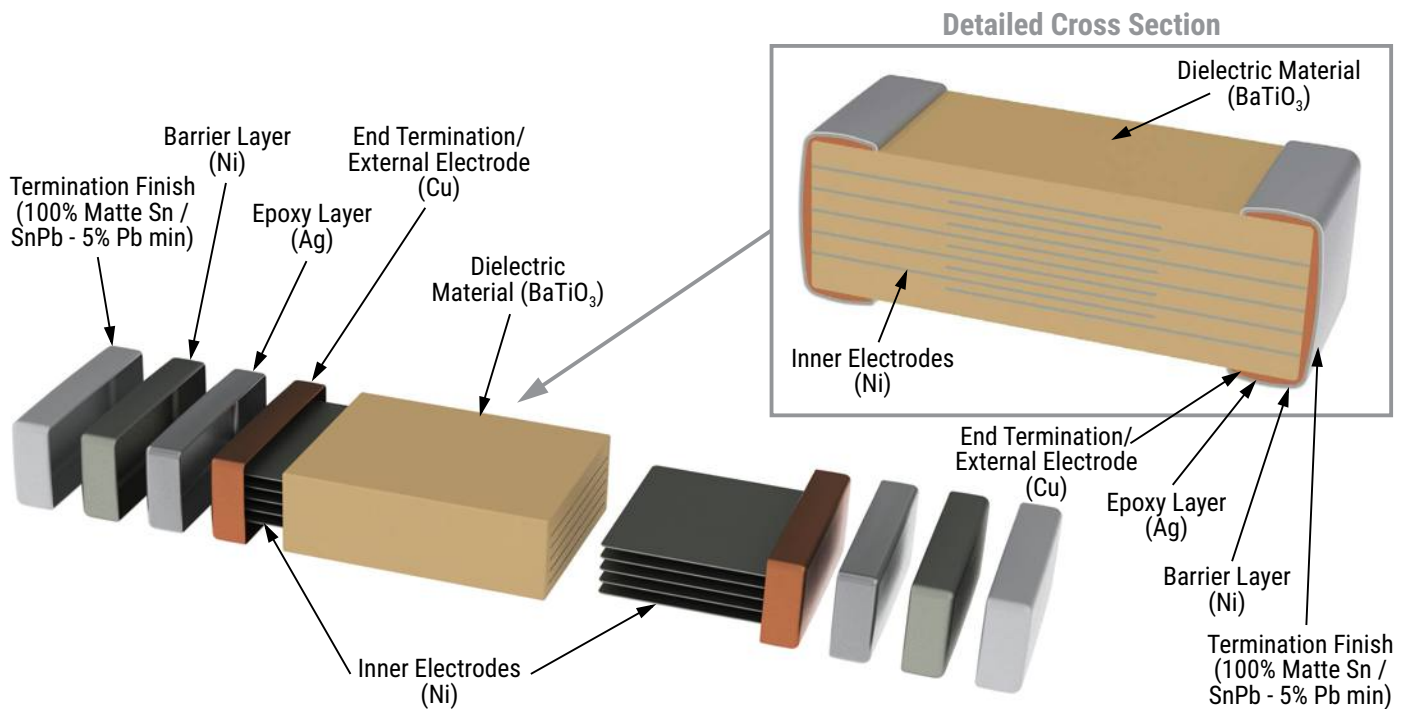 Detailed Cross Section
Dielectric Material
(BaTiO₃)
Barrier Layer
(Ni)
End Termination/
External Electrode
(Cu)
Termination Finish
(100% Matte Sn /
SnPb - 5% Pb min)
Epoxy Layer
(Ag)
Dielectric
Material (BaTiO₃)
Inner Electrodes
(Ni)
End Termination/
External Electrode
(Cu)
Epoxy Layer
(Ag)
Barrier Layer
(Ni)
Termination Finish
(100% Matte Sn /
SnPb - 5% Pb min)
Inner Electrodes
(Ni)